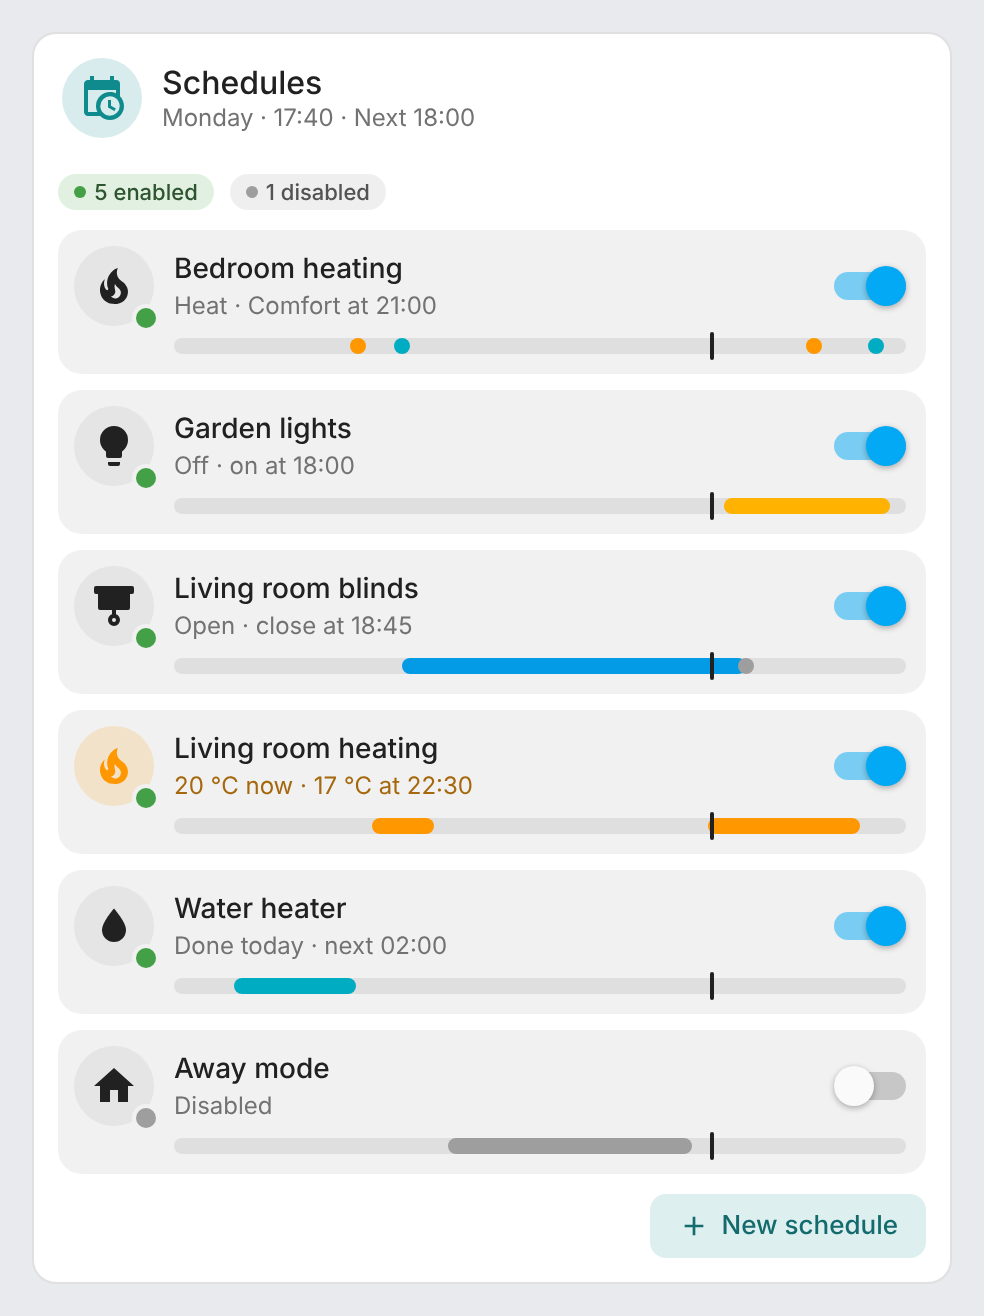 Schedules
Monday · 17:40 · Next 18:00
5 enabled
1 disabled
Bedroom heating
Heat · Comfort at 21:00
Garden lights
Off · on at 18:00
Living room blinds
Open · close at 18:45
Living room heating
20 °C now · 17 °C at 22:30
Water heater
Done today · next 02:00
Away mode
Disabled
New schedule